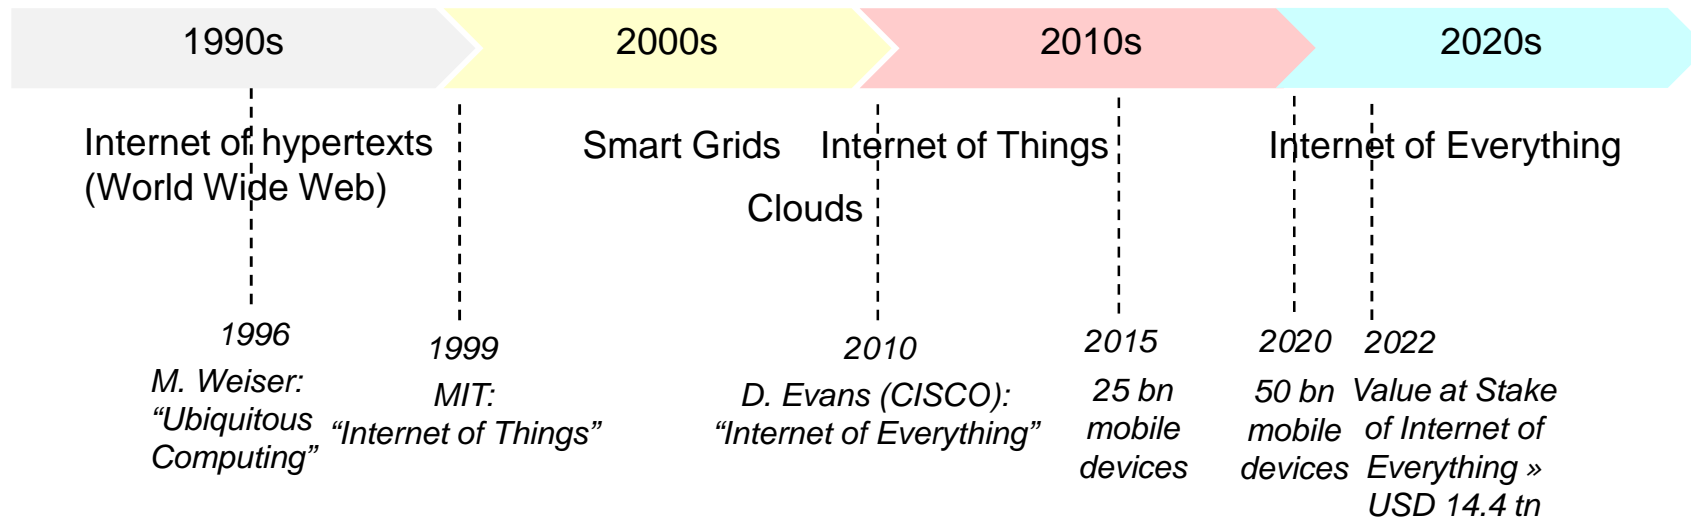 1990s
2000s
2010s
2020s
Internet of hypertexts
(World Wide Web)
Smart Grids
Clouds
Internet of Things
Internet of Everything
1996
M. Weiser:
“Ubiquitous
Computing”
1999
MIT:
“Internet of Things”
2010
D. Evans (CISCO):
“Internet of Everything”
2015
25 bn
mobile
devices
2020
50 bn
mobile
devices
2022
Value at Stake
of Internet of
Everything »
USD 14.4 tn